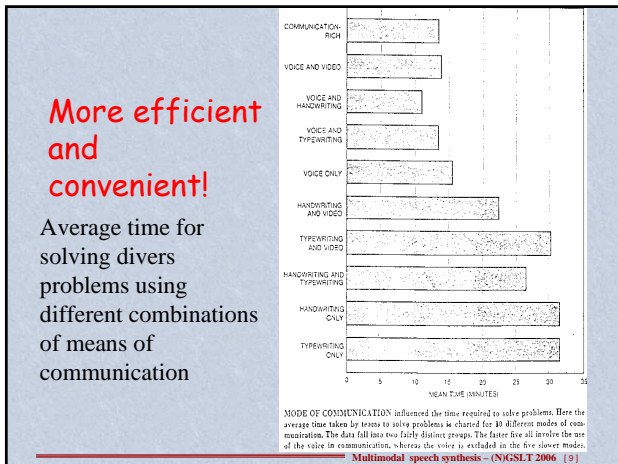 More efficient
and
convenient!
Average time for
solving divers
problems using
different combinations
of means of
communication
COMMUNICATION-
RICH
VOICE AND VIDEO
VOICE AND
HANDWRITING
VOICE AND
TYPEWRITING
VOICE ONLY
HANDWRITING
AND VIDEO
TYPEWRITING
AND VIDEO
HANDWRITING AND
TYPEWRITING
HANDWRITING
ONLY
TYPEWRITING
ONLY
0 5 10 15 20 25 30 35
MEAN TIME (MINUTES)
MODE OF COMMUNICATION influenced the time required to solve problems. Here the
average time taken by teams to solve problems is charted for 10 different modes of com-
munication. The data fall into two fairly distinct groups. The faster five all involve the use
of the voice in communication, whereas the voice is excluded in the five slower modes.
Multimodal speech synthesis – (N)GSLT 2006 [9]